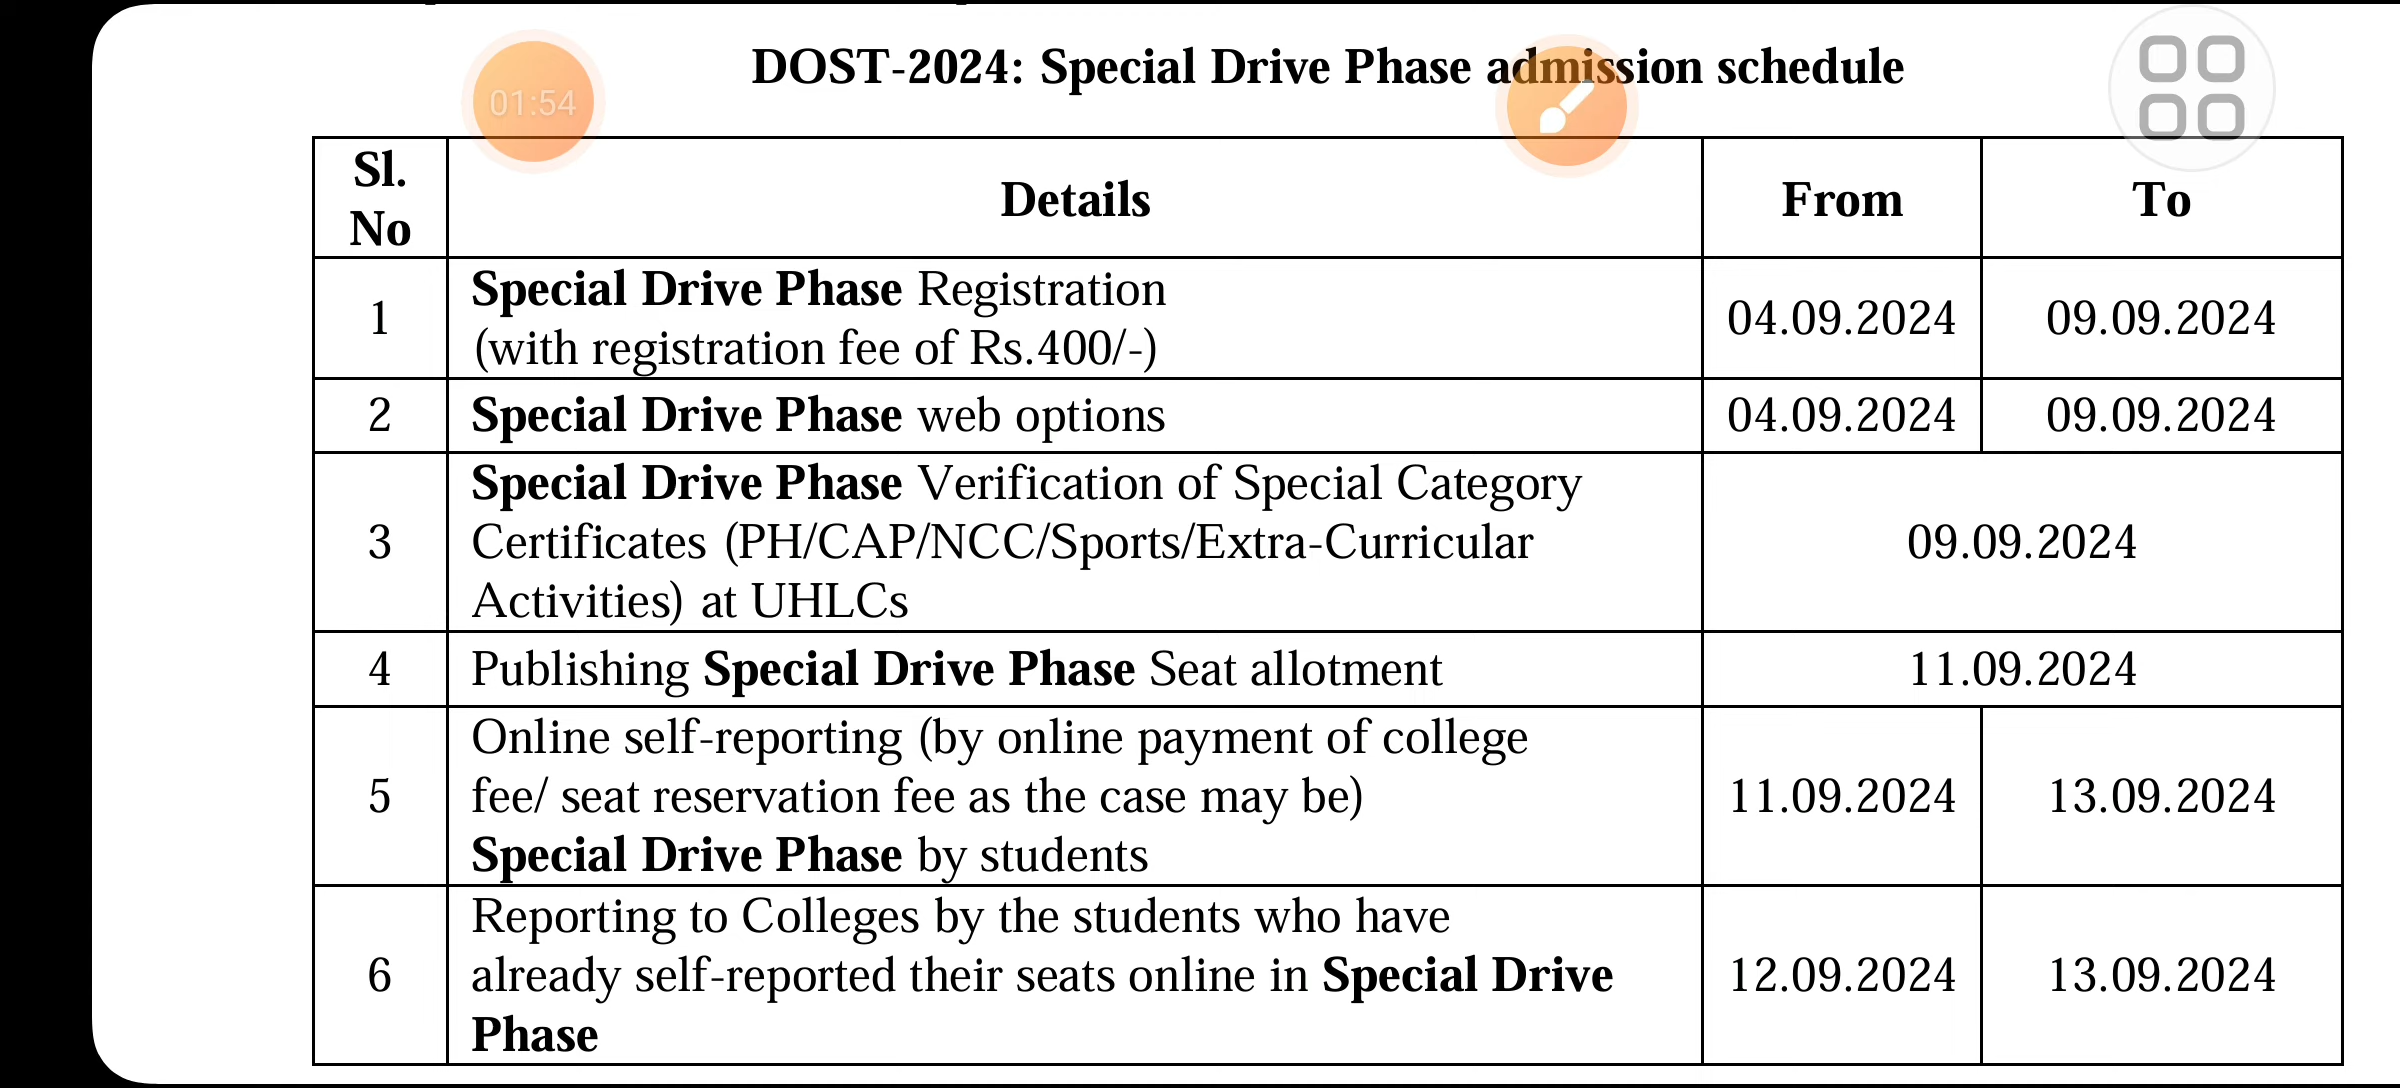 DOST-2024: Special Drive Phase admission schedule
01:54
Sl.
No
Details
From
To
1
Special Drive Phase Registration
(with registration fee of Rs.400/-)
04.09.2024
09.09.2024
2
Special Drive Phase web options
04.09.2024
09.09.2024
3
Special Drive Phase Verification of Special Category
Certificates (PH/CAP/NCC/Sports/Extra-Curricular
Activities) at UHLCs
09.09.2024
4
Publishing Special Drive Phase Seat allotment
11.09.2024
5
Online self-reporting (by online payment of college
fee/ seat reservation fee as the case may be)
Special Drive Phase by students
11.09.2024
13.09.2024
6
Reporting to Colleges by the students who have
already self-reported their seats online in Special Drive
Phase
12.09.2024
13.09.2024